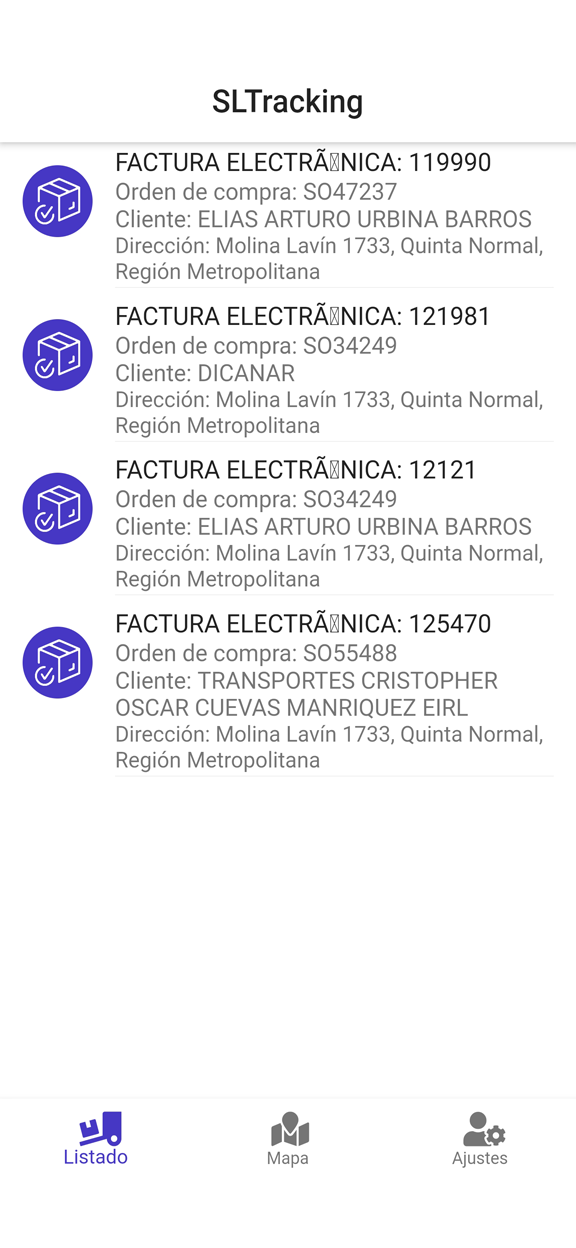 SLTracking
FACTURA ELECTRÃ�NICA: 119990
Orden de compra: SO47237
Cliente: ELIAS ARTURO URBINA BARROS
Dirección: Molina Lavín 1733, Quinta Normal,
Región Metropolitana
FACTURA ELECTRÃ�NICA: 121981
Orden de compra: SO34249
Cliente: DICANAR
Dirección: Molina Lavín 1733, Quinta Normal,
Región Metropolitana
FACTURA ELECTRÃ�NICA: 12121
Orden de compra: SO34249
Cliente: ELIAS ARTURO URBINA BARROS
Dirección: Molina Lavín 1733, Quinta Normal,
Región Metropolitana
FACTURA ELECTRÃ�NICA: 125470
Orden de compra: SO55488
Cliente: TRANSPORTES CRISTOPHER
OSCAR CUEVAS MANRIQUEZ EIRL
Dirección: Molina Lavín 1733, Quinta Normal,
Región Metropolitana
Listado
Mapa
Ajustes